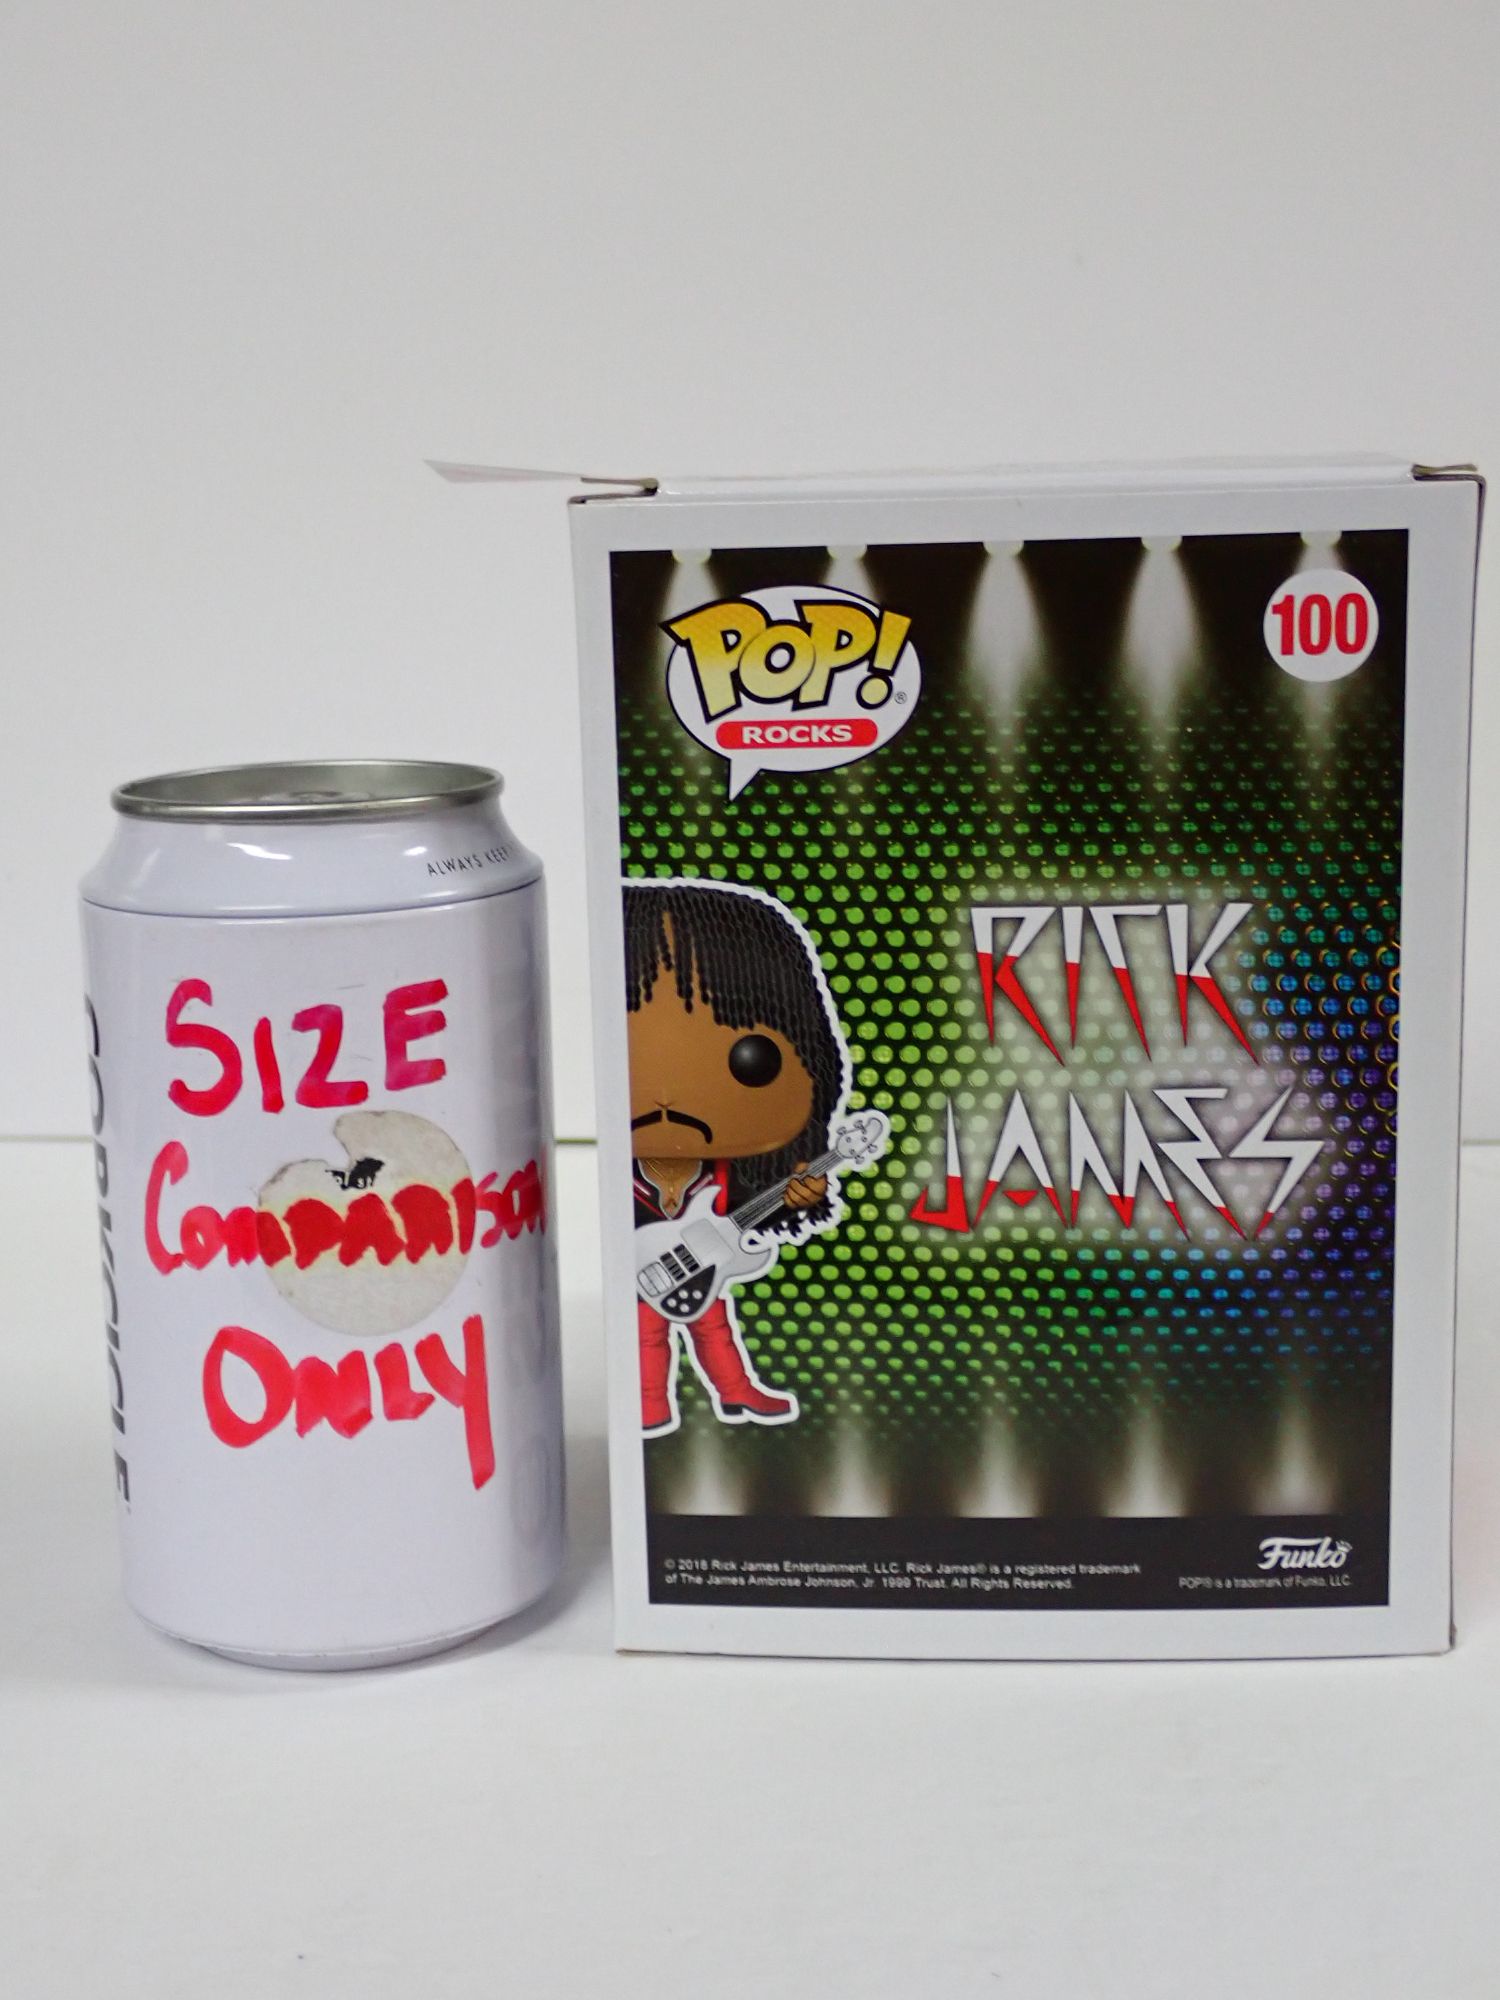 ALWAYS KEEP
CORKCICLE
SIZE
COMPARISON
ONLY
POP!®
ROCKS
100
RICK
JAMES
© 2018 Rick James Entertainment, LLC. Rick James® is a registered trademark
of The James Ambrose Johnson, Jr. 1999 Trust. All Rights Reserved.
Funko
POP!® is a trademark of Funko, LLC.